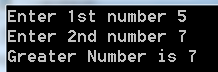 Enter 1st number 5
Enter 2nd number 7
Greater Number is 7